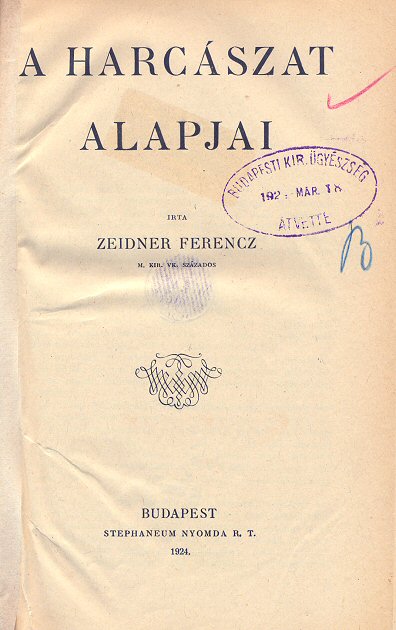 A HARCÁSZAT
ALAPJAI
BUDAPESTI KIR. ÜGYÉSZSÉG
MÁR.
ÁTVETTE
IRTA
ZEIDNER FERENCZ
M. KIR. VK. SZÁZADOS
B
BUDAPEST
STEPHANEUM NYOMDA R. T.
1924.